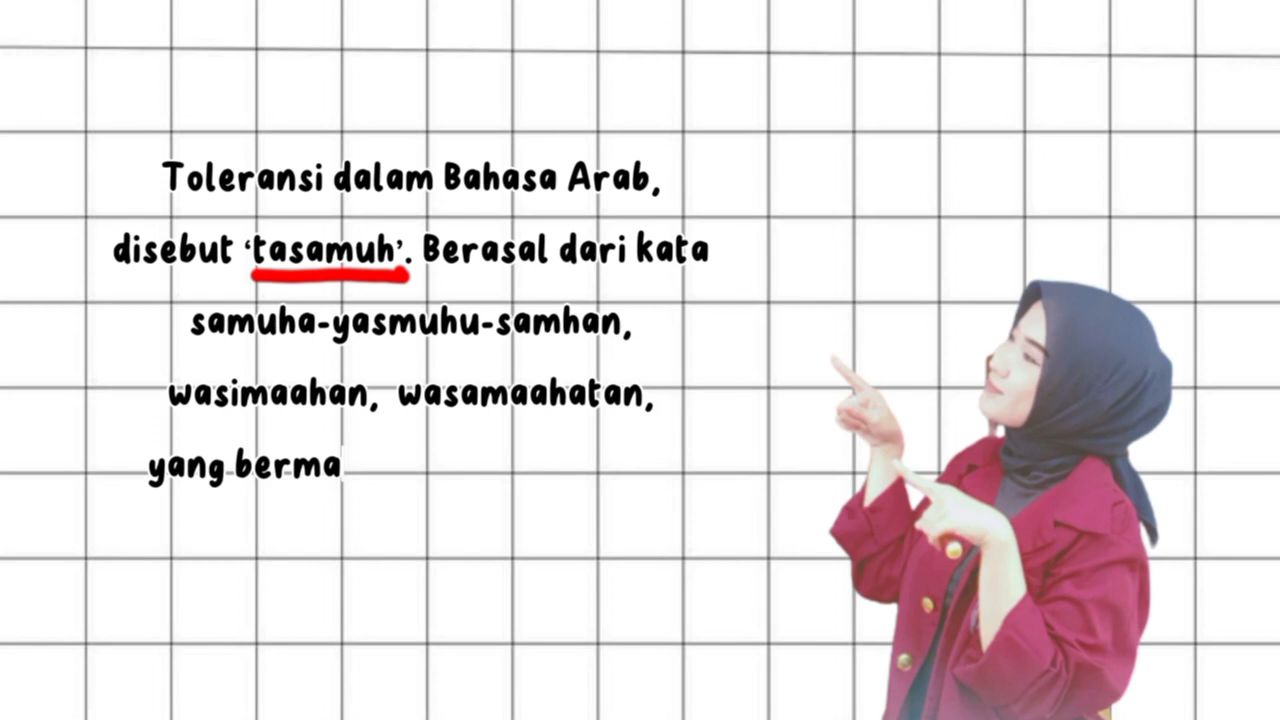 Toleransi dalam Bahasa Arab,
disebut ‘tasamuh’. Berasal dari kata
samuha-yasmuhu-samhan,
wasimaahan, wasamaahatan,
yang berma